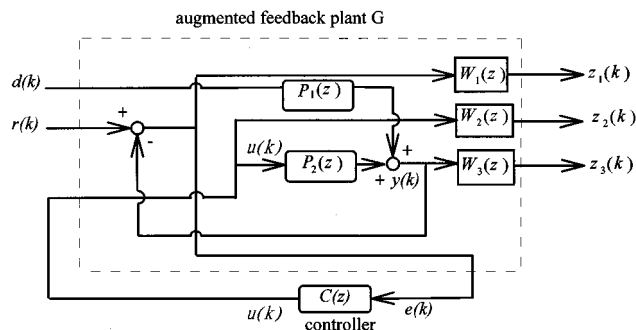 augmented feedback plant G
d(k)
P1(z)
W1(z)
z1(k)
r(k)
+
-
+
W2(z)
z2(k)
u(k)
P2(z)
+
y(k)
W3(z)
z3(k)
u(k)
C(z)
e(k)
controller